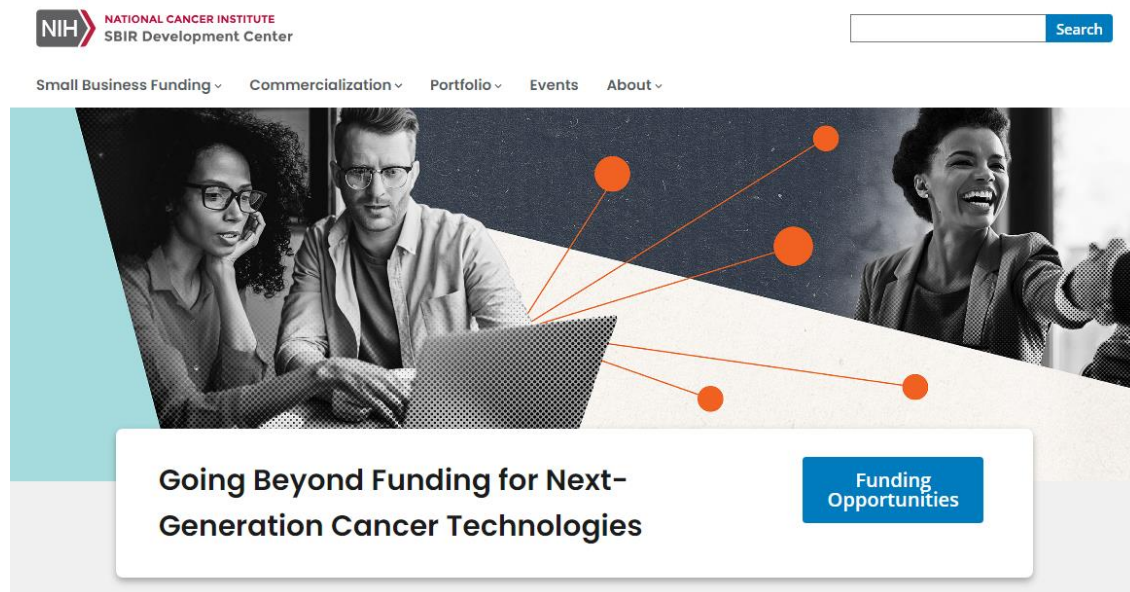 NIH
NATIONAL CANCER INSTITUTE
SBIR Development Center
Search
Small Business Funding
Commercialization
Portfolio
Events
About
Going Beyond Funding for Next-
Generation Cancer Technologies
Funding
Opportunities